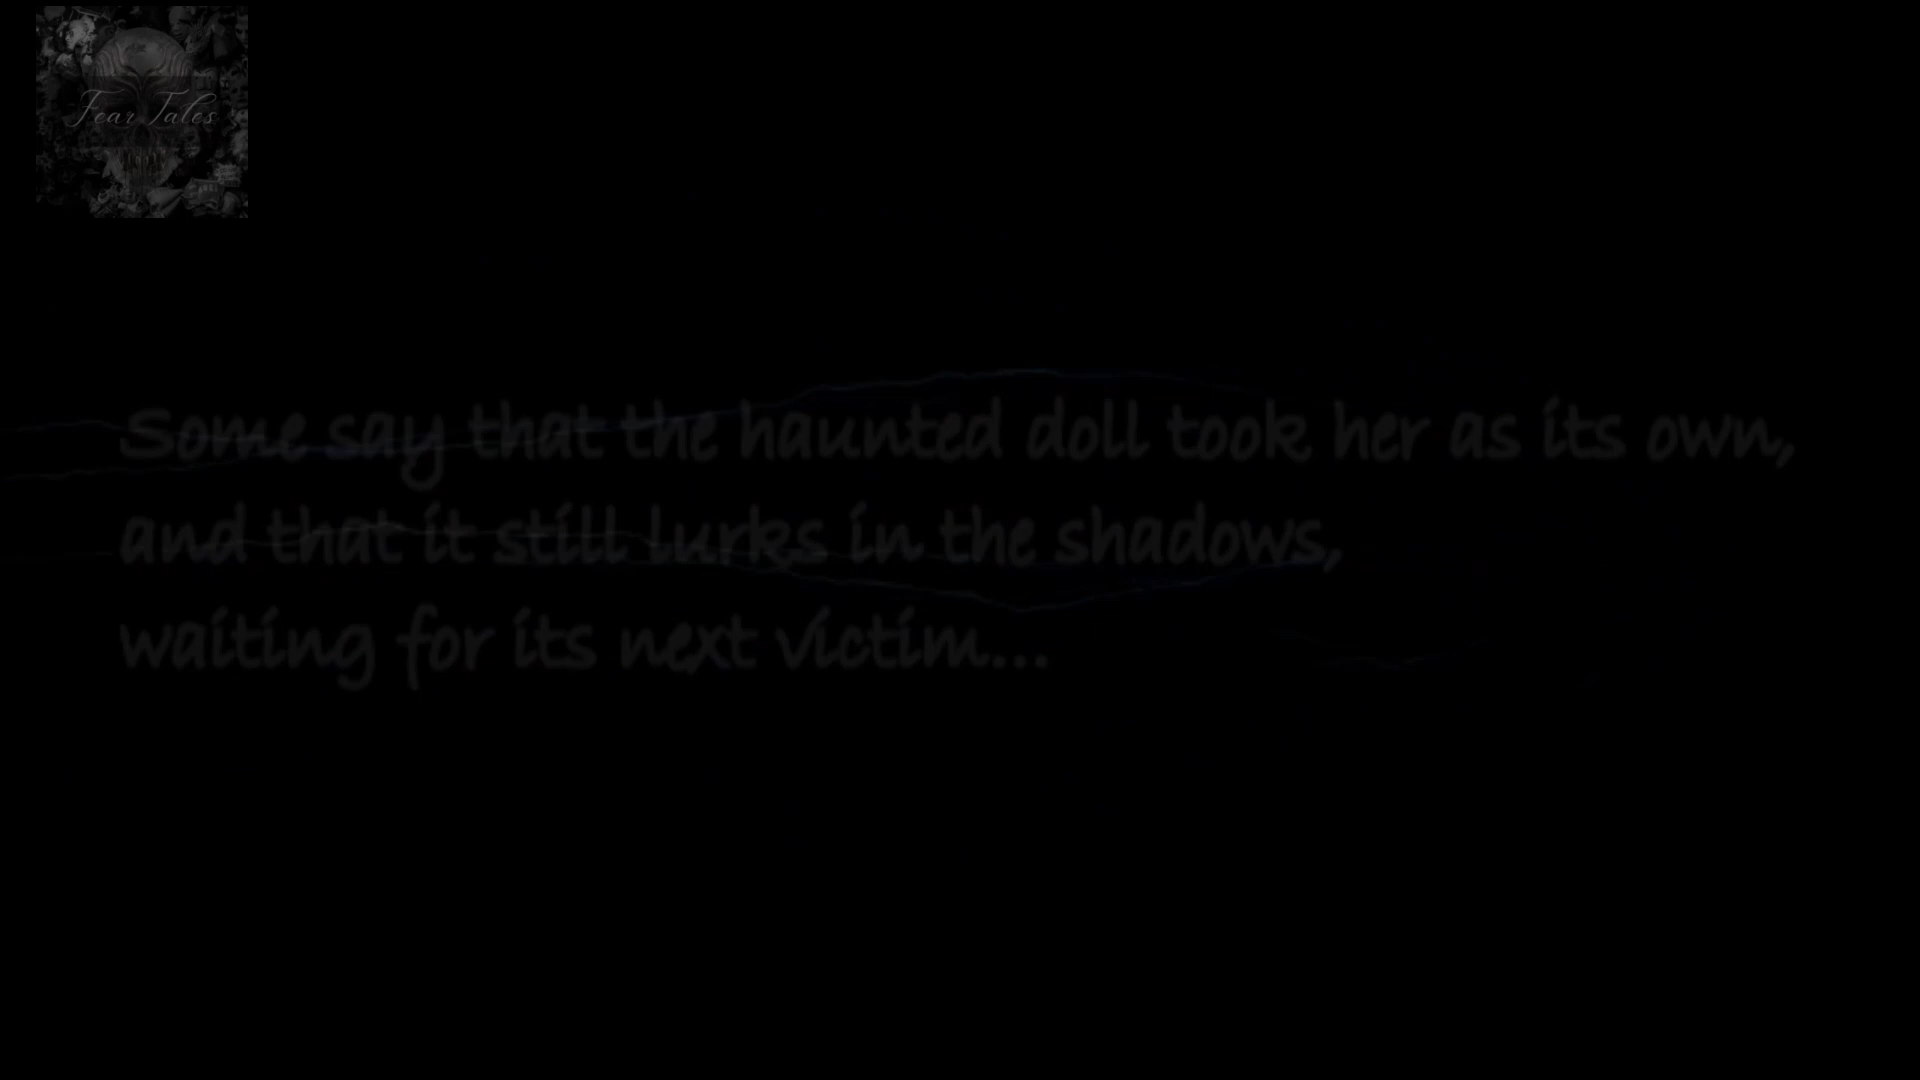 Fear Tales
Some say that the haunted doll took her as its own,
and that it still lurks in the shadows,
waiting for its next victim...